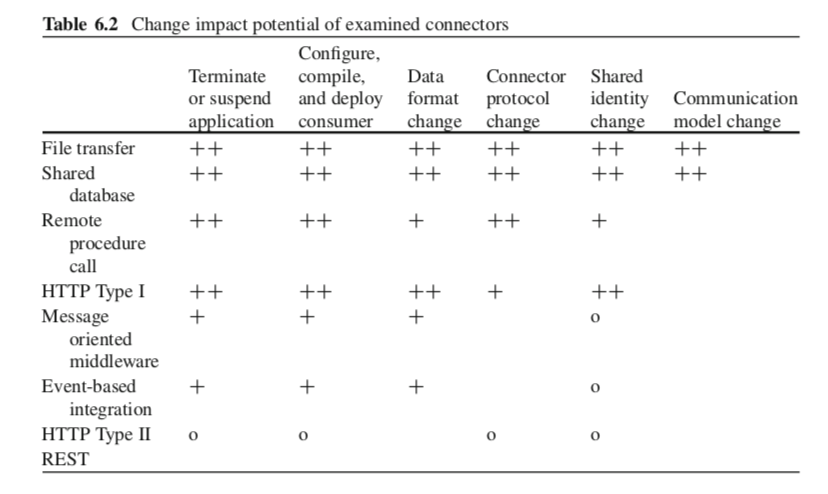 Table 6.2 Change impact potential of examined connectors
Configure,
Terminate compile, Data Connector Shared
or suspend and deploy format protocol identity Communication
application consumer change change change model change
File transfer ++ ++ ++ ++ ++ ++
Shared ++ ++ ++ ++ ++ ++
database
Remote ++ ++ + ++ +
procedure
call
HTTP Type I ++ ++ ++ + ++
Message + + + o
oriented
middleware
Event-based + + + o
integration
HTTP Type II o o o o
REST